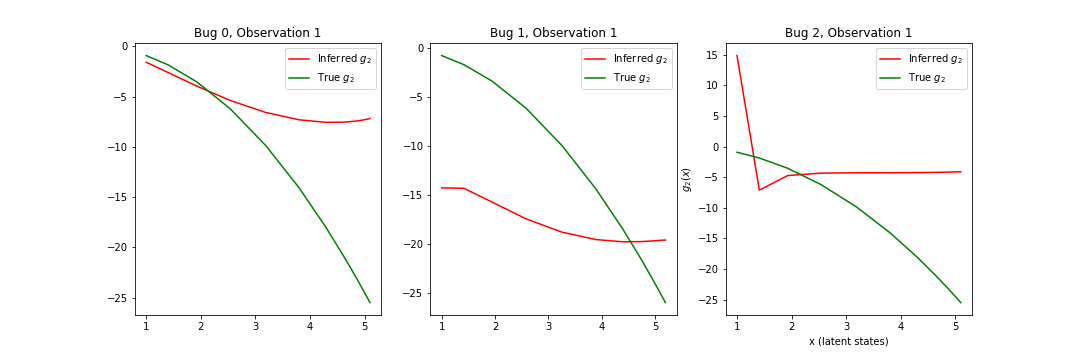 Bug 0, Observation 1
Inferred g₂
True g₂
0
−5
−10
−15
−20
−25
1 2 3 4 5
Bug 1, Observation 1
Inferred g₂
True g₂
0
−5
−10
−15
−20
−25
1 2 3 4 5
Bug 2, Observation 1
Inferred g₂
True g₂
g₂(x)
15
10
5
0
−5
−10
−15
−20
−25
1 2 3 4 5
x (latent states)